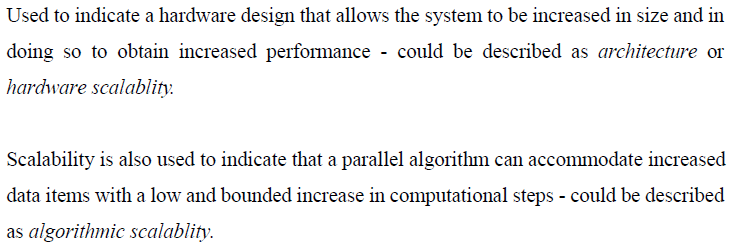 Used to indicate a hardware design that allows the system to be increased in size and in
doing so to obtain increased performance - could be described as architecture or
hardware scalablity.
Scalability is also used to indicate that a parallel algorithm can accommodate increased
data items with a low and bounded increase in computational steps - could be described
as algorithmic scalablity.